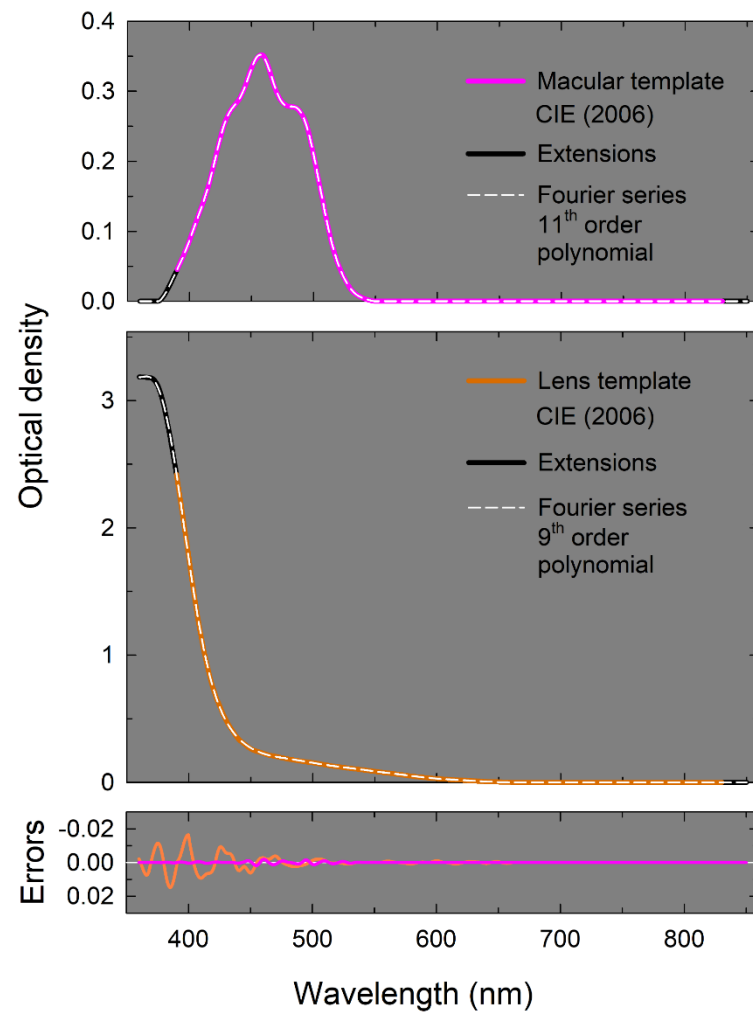 0.4
0.3
0.2
0.1
0.0
Macular template
CIE (2006)
Extensions
Fourier series
11th order
polynomial
Optical density
3
2
1
0
Lens template
CIE (2006)
Extensions
Fourier series
9th order
polynomial
Errors
-0.02
0.00
0.02
400 500 600 700 800
Wavelength (nm)